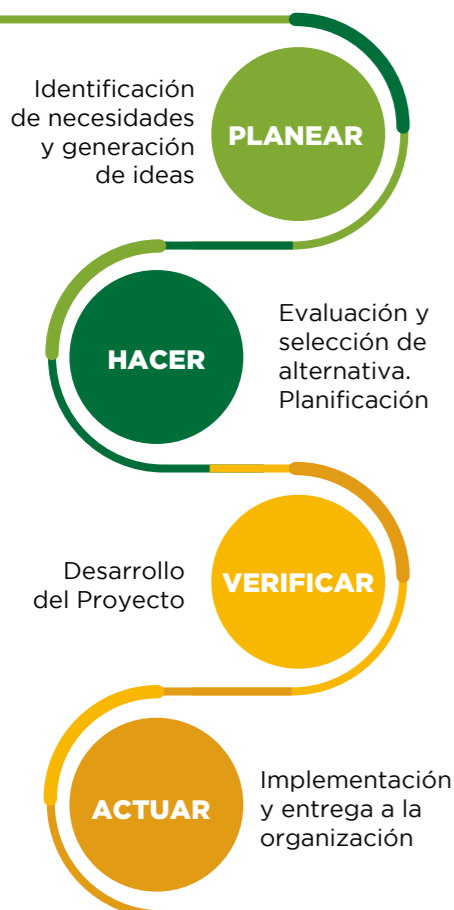 Identificación
de necesidades
y generación
de ideas
PLANEAR
HACER
Evaluación y
selección de
alternativa.
Planificación
Desarrollo
del Proyecto
VERIFICAR
ACTUAR
Implementación
y entrega a la
organización